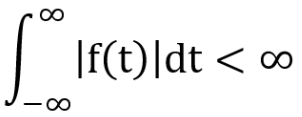 ∫_{-∞}^{∞} |f(t)|dt < ∞